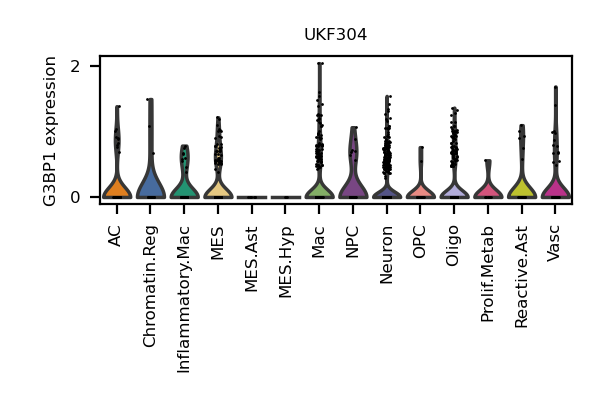 UKF304
G3BP1 expression
2
0
AC
Chromatin.Reg
Inflammatory.Mac
MES
MES.Ast
MES.Hyp
Mac
NPC
Neuron
OPC
Oligo
Prolif.Metab
Reactive.Ast
Vasc